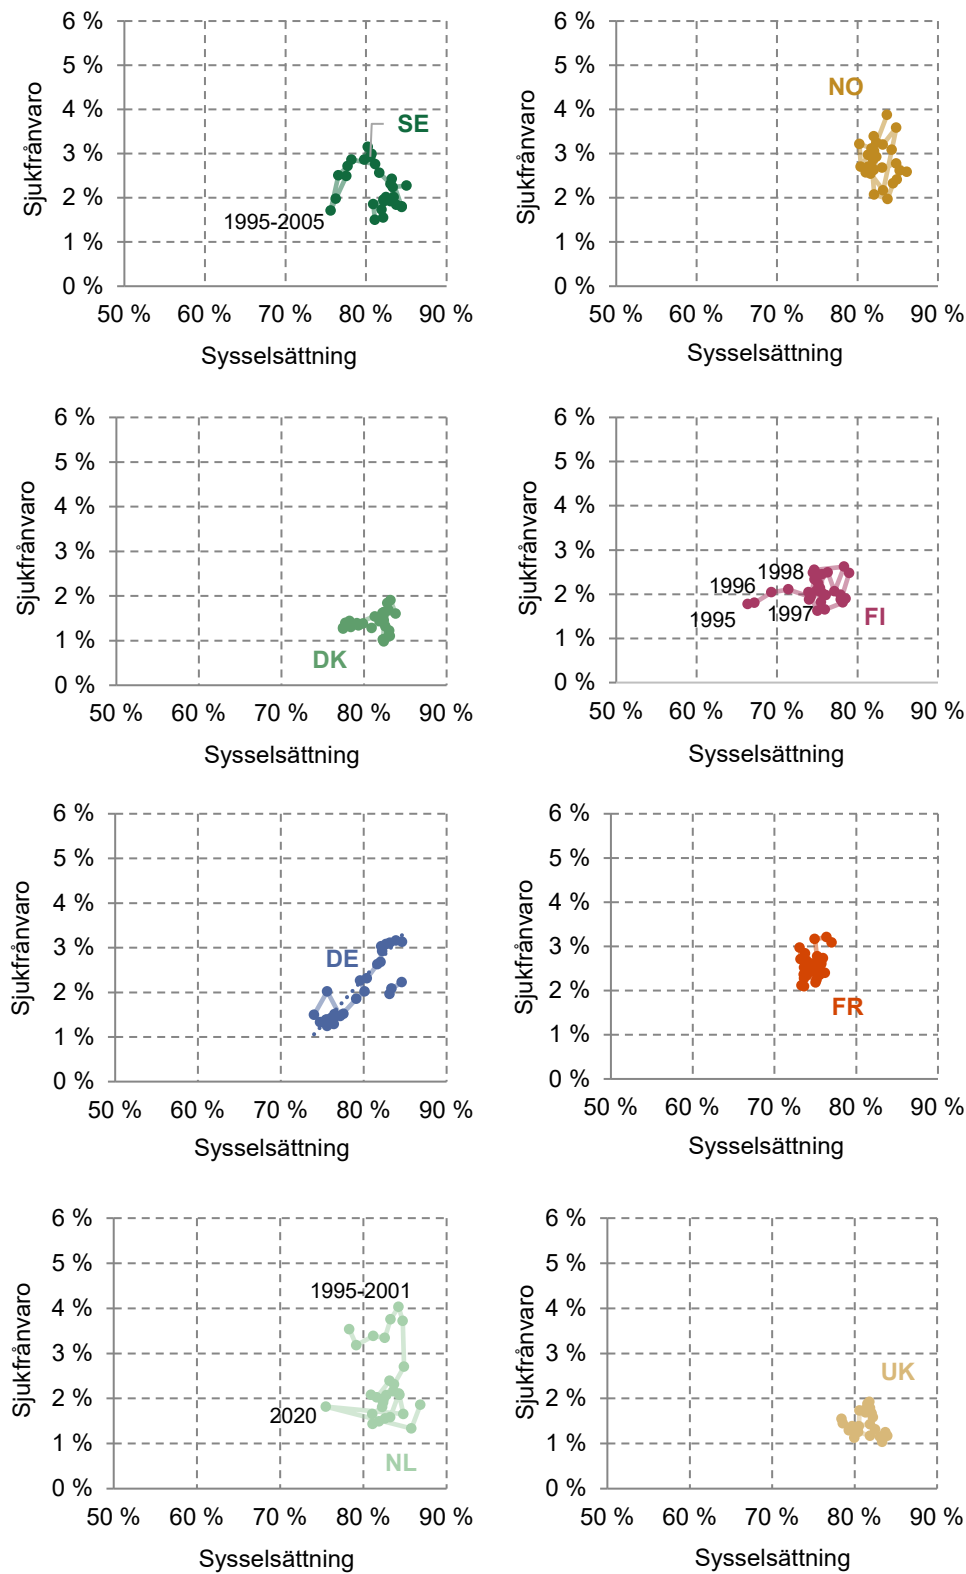 6 %
5 %
4 %
3 %
2 %
1 %
0 %
Sjukfrånvaro
SE
1995-2005
50 % 60 % 70 % 80 % 90 %
Sysselsättning
6 %
5 %
4 %
3 %
2 %
1 %
0 %
Sjukfrånvaro
NO
50 % 60 % 70 % 80 % 90 %
Sysselsättning
6 %
5 %
4 %
3 %
2 %
1 %
0 %
Sjukfrånvaro
DK
50 % 60 % 70 % 80 % 90 %
Sysselsättning
6 %
5 %
4 %
3 %
2 %
1 %
0 %
Sjukfrånvaro
1998
1996
1995
1997
FI
50 % 60 % 70 % 80 % 90 %
Sysselsättning
6 %
5 %
4 %
3 %
2 %
1 %
0 %
Sjukfrånvaro
DE
50 % 60 % 70 % 80 % 90 %
Sysselsättning
6 %
5 %
4 %
3 %
2 %
1 %
0 %
Sjukfrånvaro
FR
50 % 60 % 70 % 80 % 90 %
Sysselsättning
6 %
5 %
4 %
3 %
2 %
1 %
0 %
Sjukfrånvaro
1995-2001
2020
NL
50 % 60 % 70 % 80 % 90 %
Sysselsättning
6 %
5 %
4 %
3 %
2 %
1 %
0 %
Sjukfrånvaro
UK
50 % 60 % 70 % 80 % 90 %
Sysselsättning